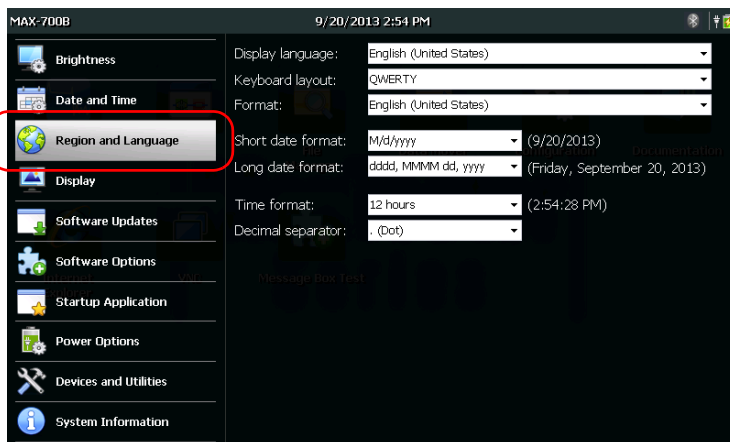 MAX-700B 9/20/2013 2:54 PM
Brightness
Date and Time
Region and Language
Display
Software Updates
Software Options
Startup Application
Power Options
Devices and Utilities
System Information
Display language: English (United States)
Keyboard layout: QWERTY
Format: English (United States)
Short date format: M/d/yyyy (9/20/2013)
Long date format: dddd, MMMM dd, yyyy (Friday, September 20, 2013)
Time format: 12 hours (2:54:28 PM)
Decimal separator: . (Dot)
Documentation
VNC
Message Box Test